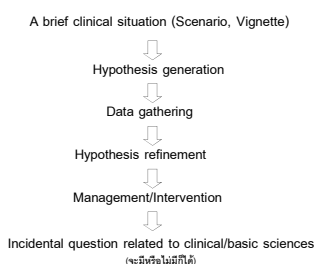 A brief clinical situation (Scenario, Vignette)
Hypothesis generation
Data gathering
Hypothesis refinement
Management/Intervention
Incidental question related to clinical/basic sciences
(จะมีหรือไม่มีก็ได้)